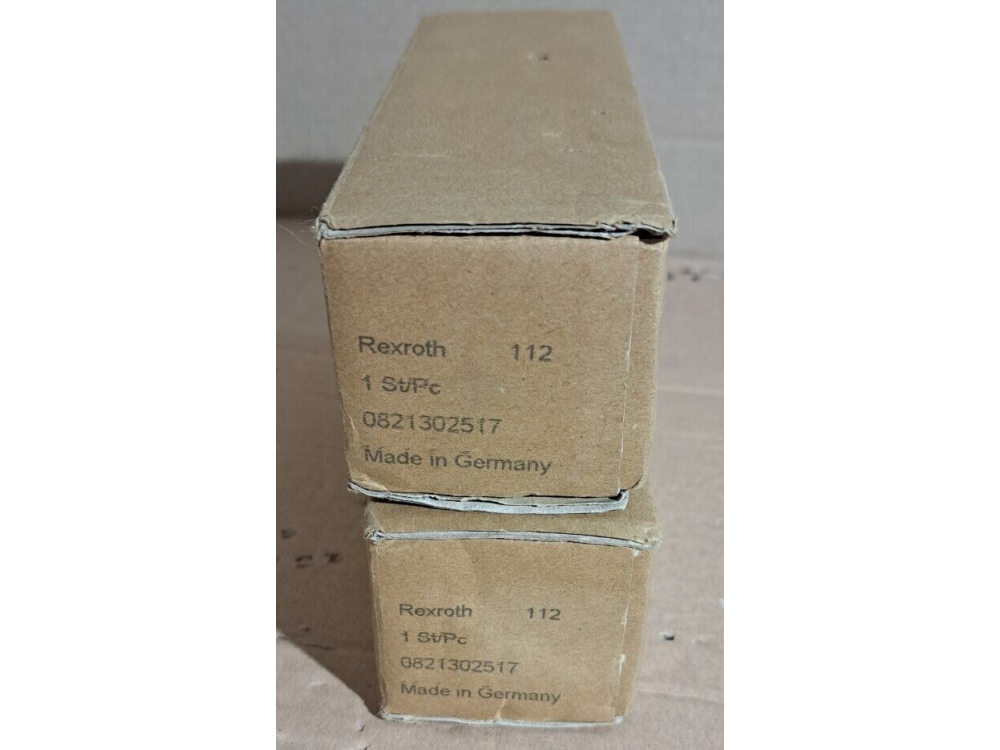 Rexroth 112
1 St/Pc
0821302517
Made in Germany
Rexroth 112
1 St/Pc
0821302517
Made in Germany